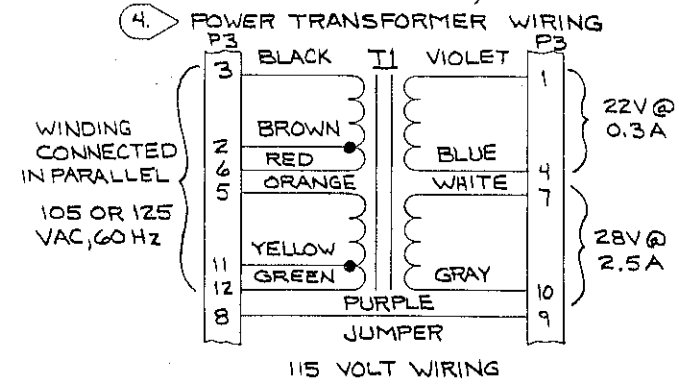 4. POWER TRANSFORMER WIRING
P3 P3
3 BLACK T1 VIOLET 1
22V @
0.3A
WINDING
CONNECTED
IN PARALLEL
2 BROWN
6 RED BLUE 4
5 ORANGE WHITE 7
105 OR 125
VAC, 60 Hz
28V @
2.5A
11 YELLOW
12 GREEN GRAY 10
8 PURPLE 9
JUMPER
115 VOLT WIRING